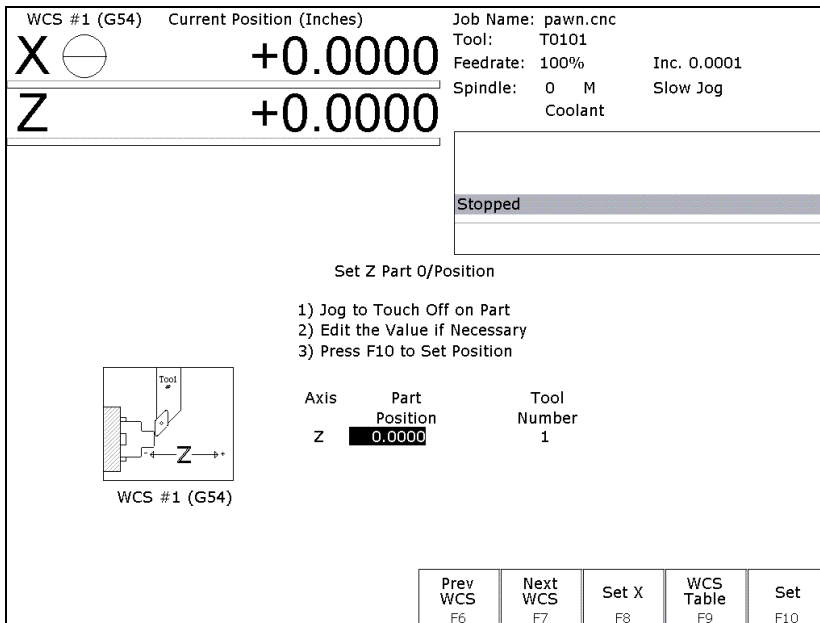 WCS #1 (G54) Current Position (Inches)
X +0.0000
Z +0.0000
Job Name: pawn.cnc
Tool: T0101
Feedrate: 100% Inc. 0.0001
Spindle: 0 M Slow Jog
Coolant
Stopped
Set Z Part 0/Position
1) Jog to Touch Off on Part
2) Edit the Value if Necessary
3) Press F10 to Set Position
Tool
#
- Z +
WCS #1 (G54)
Axis Part Tool
Position Number
Z 0.0000 1
Prev WCS F6
Next WCS F7
Set X F8
WCS Table F9
Set F10